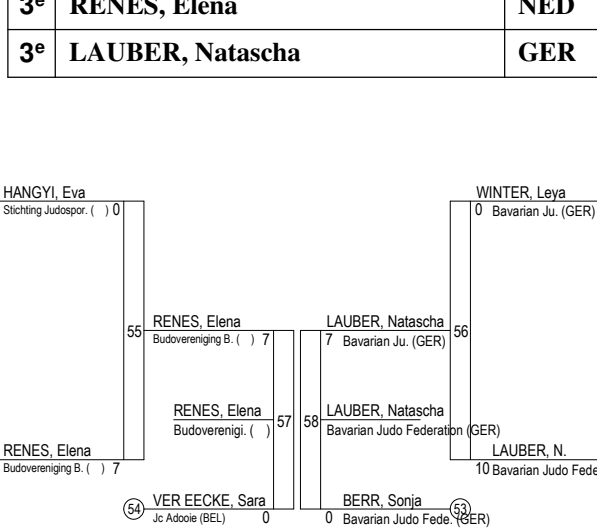 3e RENES, Elena NED
3e LAUBER, Natascha GER
HANGYI, Eva
Stichting Judospor. ( ) 0
WINTER, Leya
0 Bavarian Ju. (GER)
55
RENES, Elena
Budovereniging B. ( ) 7
LAUBER, Natascha
7 Bavarian Ju. (GER)
56
RENES, Elena
Budoverenigi. ( )
57
58
LAUBER, Natascha
Bavarian Judo Federation (GER)
RENES, Elena
Budovereniging B. ( ) 7
LAUBER, N.
10 Bavarian Judo Fede
54
VER EECKE, Sara
Jc Adooie (BEL) 0
BERR, Sonja
0 Bavarian Judo Fede. (GER)
53